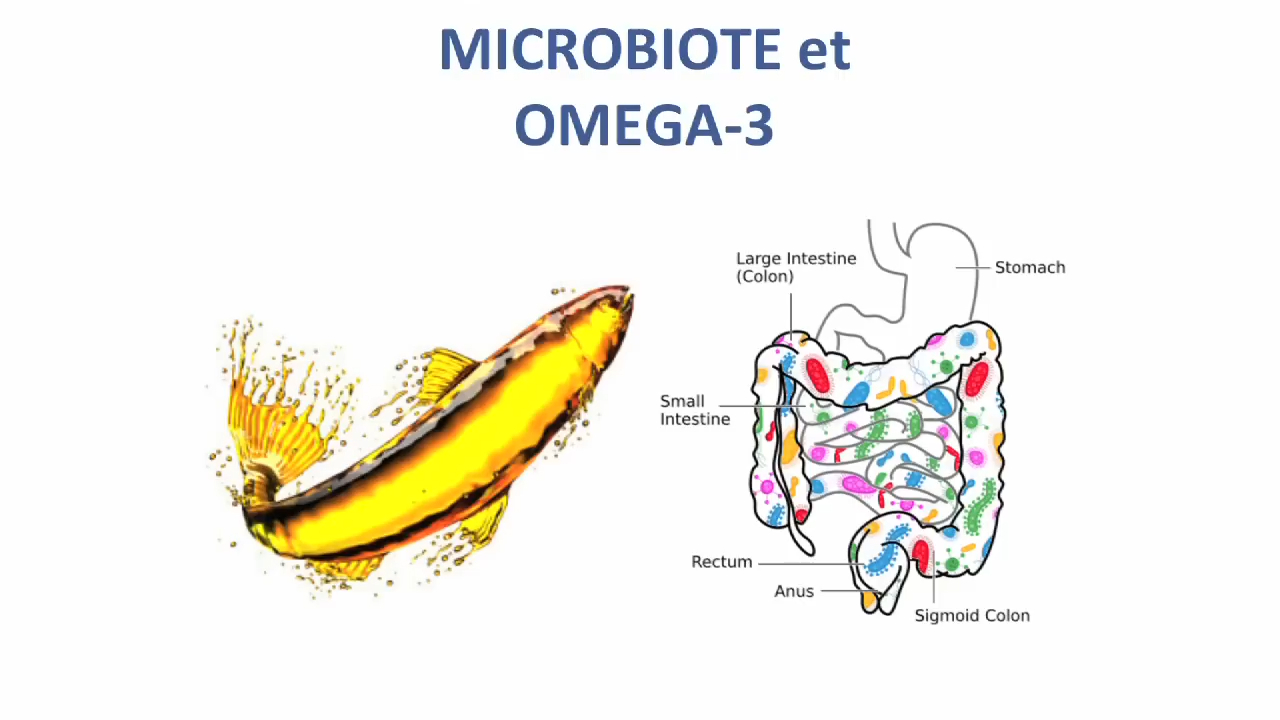 MICROBIOTE et
OMEGA-3
Large Intestine
(Colon)
Stomach
Small
Intestine
Rectum
Anus
Sigmoid Colon